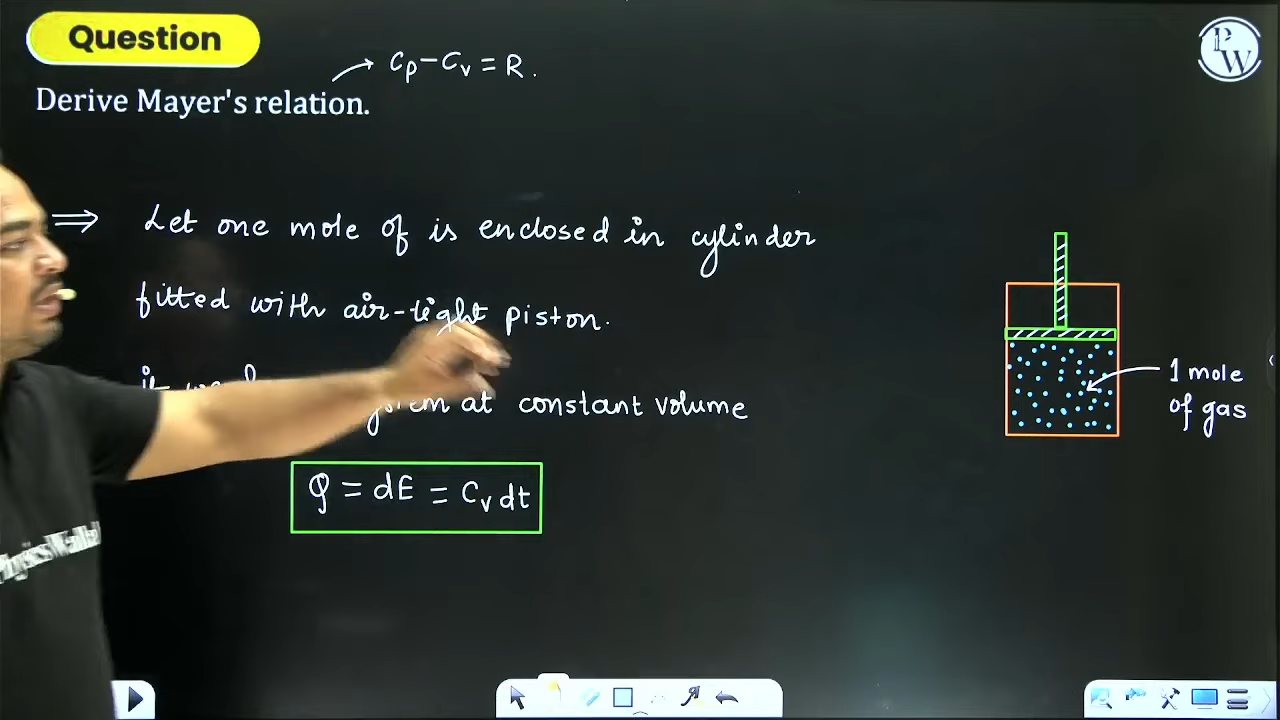 Question
Cp-Cv=R.
Derive Mayer's relation.
PW
⇒ Let one mole of is enclosed in cylinder
fitted with air-tight piston.
1 mole
of gas
at constant volume
Q = dE = Cv dt